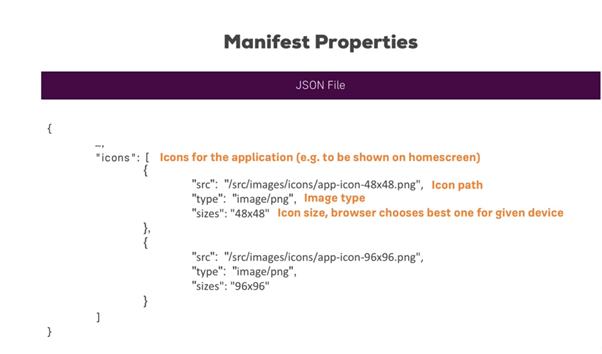 Manifest Properties
JSON File
{
…,
"icons": [ Icons for the application (e.g. to be shown on homescreen)
{
"src": "/src/images/icons/app-icon-48x48.png", Icon path
"type": "image/png", Image type
"sizes": "48x48" Icon size, browser chooses best one for given device
},
{
"src": "/src/images/icons/app-icon-96x96.png",
"type": "image/png",
"sizes": "96x96"
}
]
}